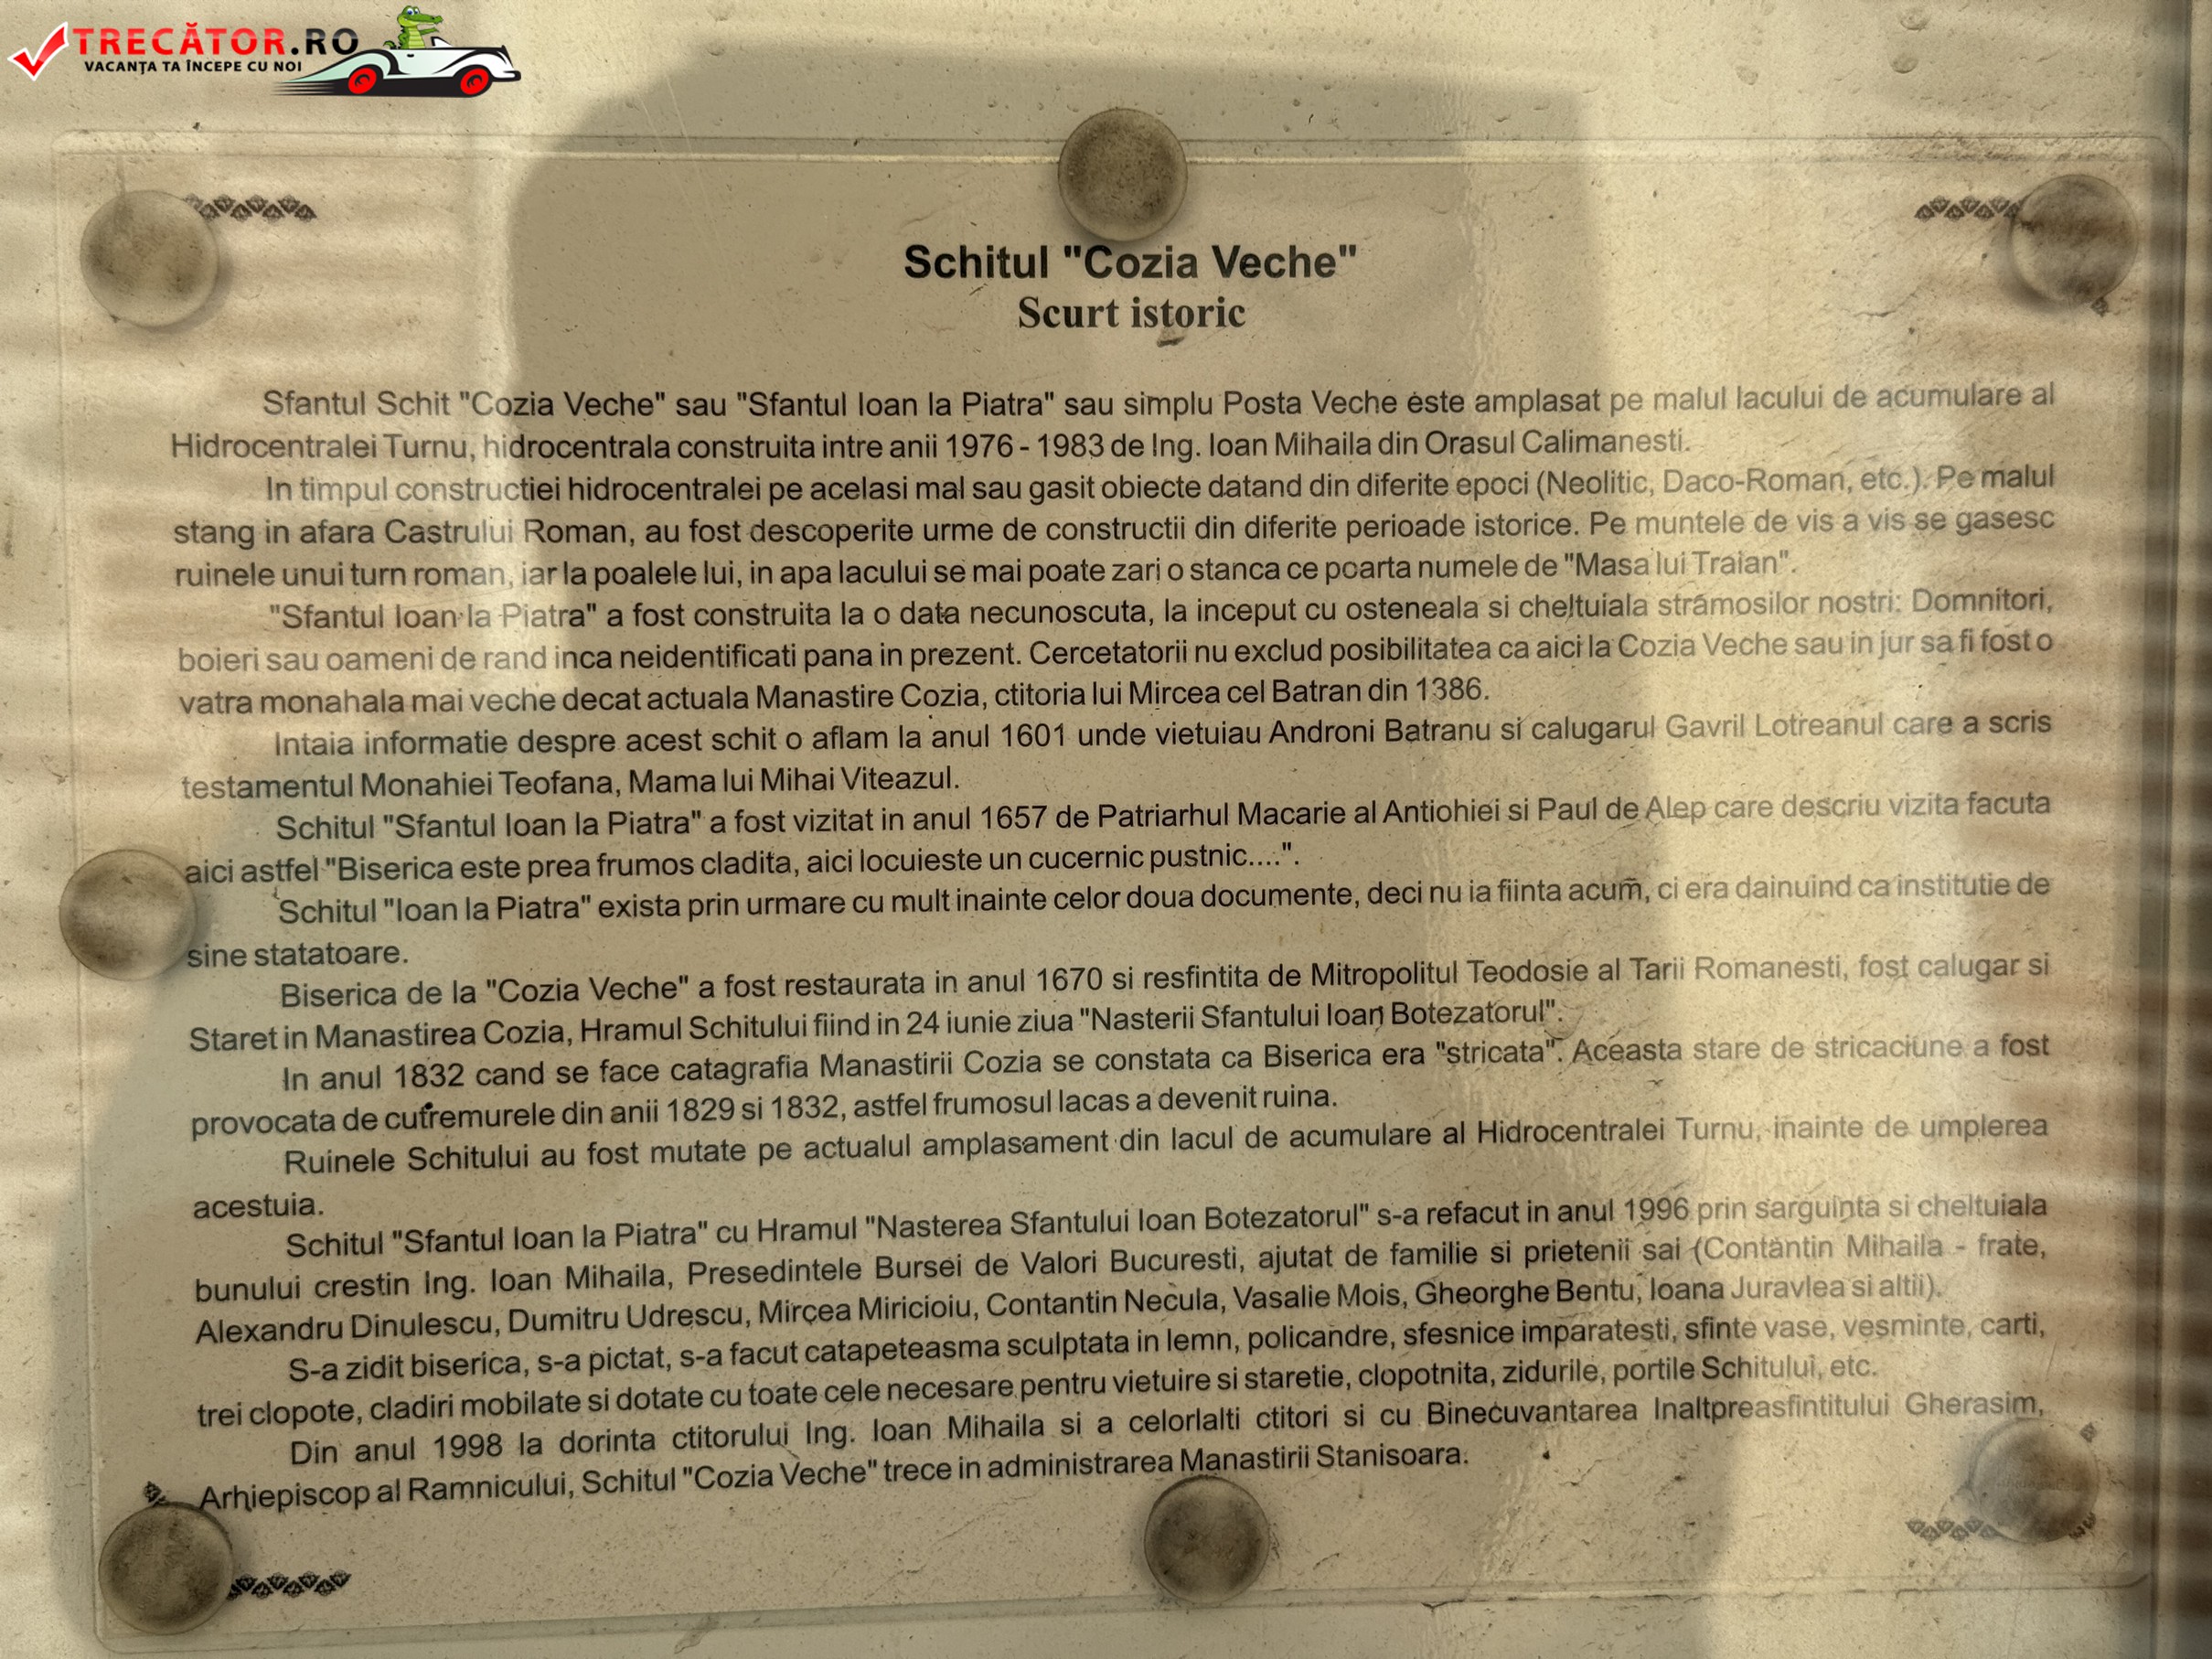 TRECĂTOR.RO
VACANȚA TA ÎNCEPE CU NOI
Schitul "Cozia Veche"
Scurt istoric
Sfantul Schit "Cozia Veche" sau "Sfantul Ioan la Piatra" sau simplu Posta Veche este amplasat pe malul lacului de acumulare al
Hidrocentralei Turnu, hidrocentrala construita intre anii 1976 - 1983 de Ing. Ioan Mihaila din Orasul Calimanesti.
In timpul constructiei hidrocentralei pe acelasi mal sau gasit obiecte datand din diferite epoci (Neolitic, Daco-Roman, etc.). Pe malul
stang in afara Castrului Roman, au fost descoperite urme de constructii din diferite perioade istorice. Pe muntele de vis a vis se gasesc
ruinele unui turn roman, iar la poalele lui, in apa lacului se mai poate zari o stanca ce poarta numele de "Masa lui Traian".
"Sfantul Ioan la Piatra" a fost construita la o data necunoscuta, la inceput cu osteneala si cheltuiala stramosilor nostri: Domnitori,
boieri sau oameni de rand inca neidentificati pana in prezent. Cercetatorii nu exclud posibilitatea ca aici la Cozia Veche sau in jur sa fi fost o
vatra monahala mai veche decat actuala Manastire Cozia, ctitoria lui Mircea cel Batran din 1386.
Intaia informatie despre acest schit o aflam la anul 1601 unde vietuiau Androni Batranu si calugarul Gavril Lotreanul care a scris
testamentul Monahiei Teofana, Mama lui Mihai Viteazul.
Schitul "Sfantul Ioan la Piatra" a fost vizitat in anul 1657 de Patriarhul Macarie al Antiohiei si Paul de Alep care descriu vizita facuta
aici astfel "Biserica este prea frumos cladita, aici locuieste un cucernic pustnic....".
Schitul "Ioan la Piatra" exista prin urmare cu mult inainte celor doua documente, deci nu ia fiinta acum, ci era dainuind ca institutie de
sine statatoare.
Biserica de la "Cozia Veche" a fost restaurata in anul 1670 si resfintita de Mitropolitul Teodosie al Tarii Romanesti, fost calugar si
Staret in Manastirea Cozia, Hramul Schitului fiind in 24 iunie ziua "Nasterii Sfantului Ioan Botezatorul".
In anul 1832 cand se face catagrafia Manastirii Cozia se constata ca Biserica era "stricata". Aceasta stare de stricaciune a fost
provocata de cutremurele din anii 1829 si 1832, astfel frumosul lacas a devenit ruina.
Ruinele Schitului au fost mutate pe actualul amplasament din lacul de acumulare al Hidrocentralei Turnu, inainte de umplerea
acestuia.
Schitul "Sfantul Ioan la Piatra" cu Hramul "Nasterea Sfantului Ioan Botezatorul" s-a refacut in anul 1996 prin sarguinta si cheltuiala
bunului crestin Ing. Ioan Mihaila, Presedintele Bursei de Valori Bucuresti, ajutat de familie si prietenii sai (Contantin Mihaila - frate,
Alexandru Dinulescu, Dumitru Udrescu, Mircea Miricioiu, Contantin Necula, Vasalie Mois, Gheorghe Bentu, Ioana Juravlea si altii).
S-a zidit biserica, s-a pictat, s-a facut catapeteasma sculptata in lemn, policandre, sfesnice imparatesti, sfinte vase, vesminte, carti,
trei clopote, cladiri mobilate si dotate cu toate cele necesare pentru vietuire si staretie, clopotnita, zidurile, portile Schitului, etc.
Din anul 1998 la dorinta ctitorului Ing. Ioan Mihaila si a celorlalti ctitori si cu Binecuvantarea Inaltpreasfintitului Gherasim,
Arhiepiscop al Ramnicului, Schitul "Cozia Veche" trece in administrarea Manastirii Stanisoara.